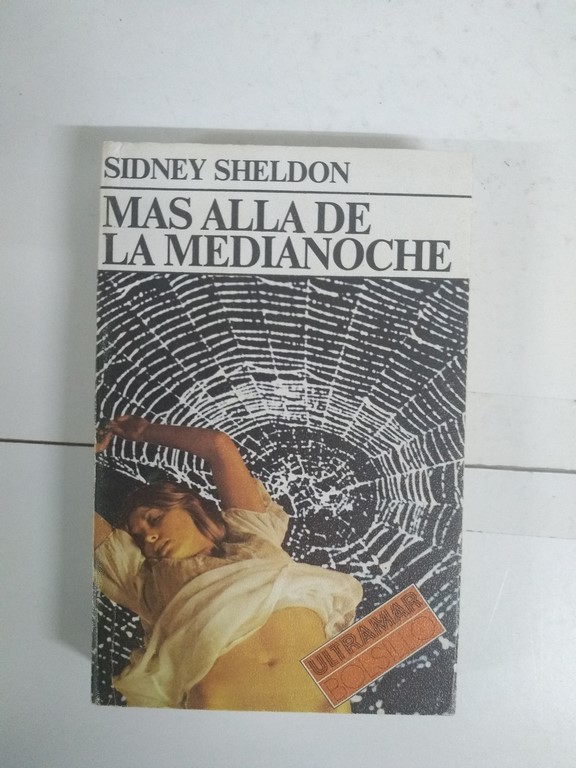 SIDNEY SHELDON
MAS ALLA DE
LA MEDIANOCHE
ULTRAMAR
BOLSILLO